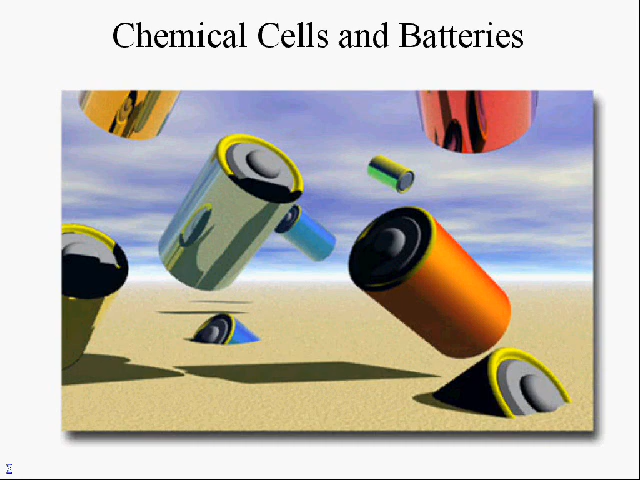 Chemical Cells and Batteries
Σ